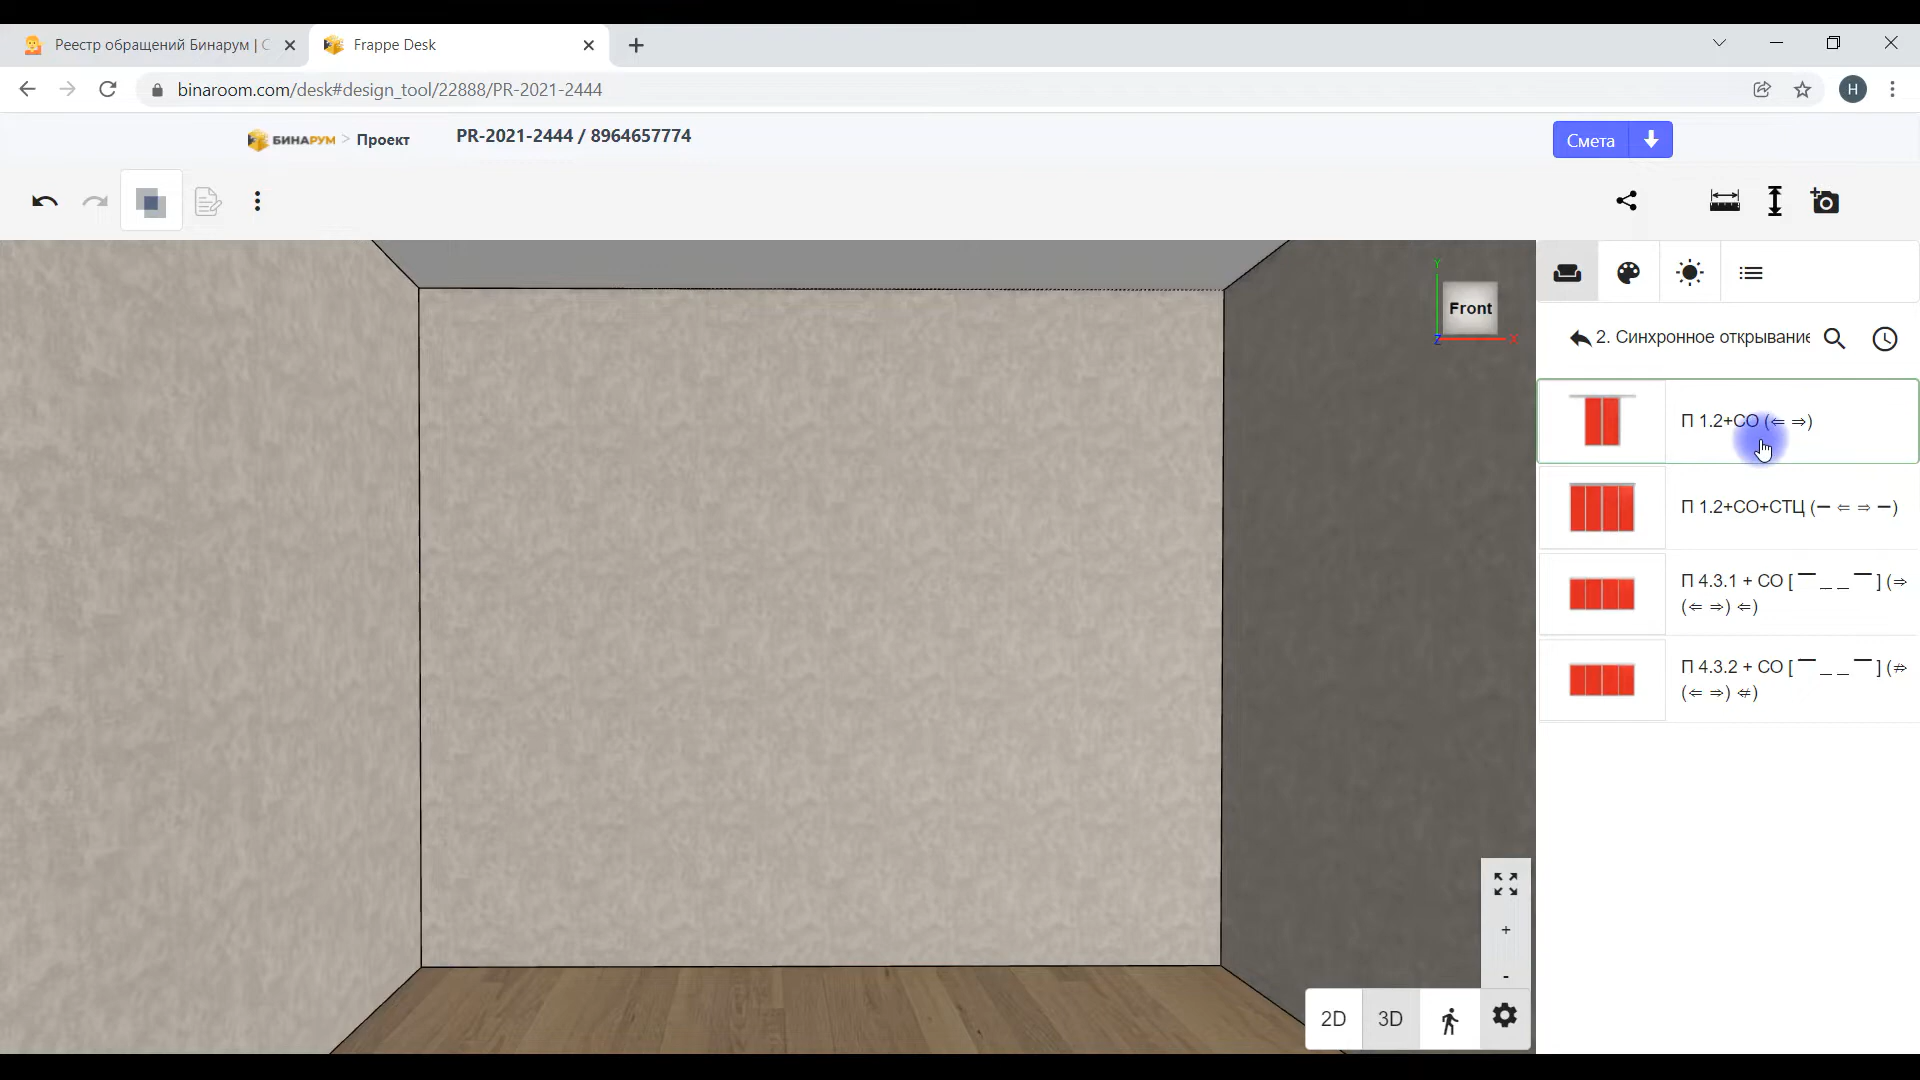 Реестр обращений Бинарум | С
Frappe Desk
binaroom.com/desk#design_tool/22888/PR-2021-2444
H
БИНАРУМ > Проект
PR-2021-2444 / 8964657774
Смета
Y
Front
Z
X
2. Синхронное открывание
П 1.2+СО (⇐ ⇒)
П 1.2+СО+СТЦ (− ⇐ ⇒ −)
П 4.3.1 + СО [ ¯ _ _ ¯ ] (⇒
(⇐ ⇒) ⇐)
П 4.3.2 + СО [ ¯ _ _ ¯ ] (⇏
(⇐ ⇒) ⇍)
+
-
2D
3D